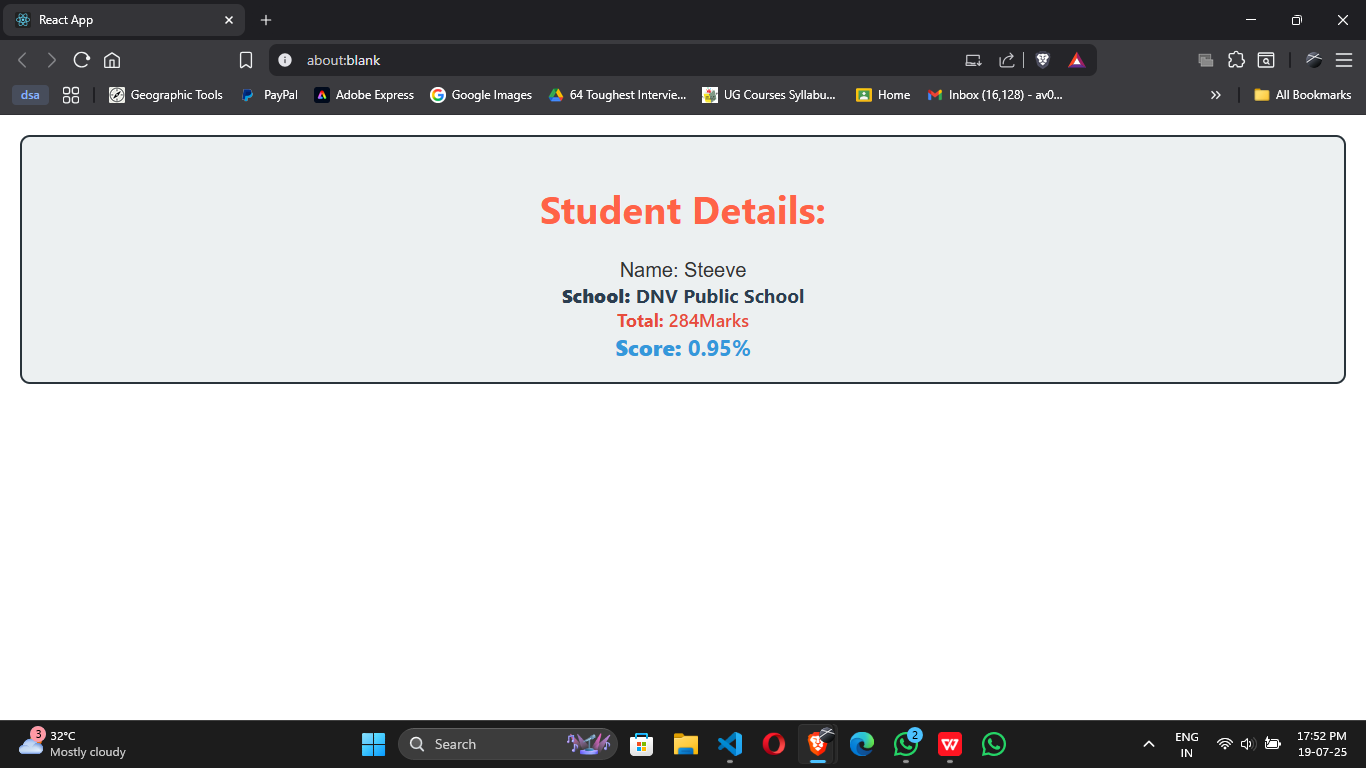 React App
about:blank
dsa
Geographic Tools
PayPal
Adobe Express
Google Images
64 Toughest Intervie...
UG Courses Syllabu...
Home
Inbox (16,128) - av0...
All Bookmarks
Student Details:
Name: Steeve
School: DNV Public School
Total: 284Marks
Score: 0.95%
3
32°C
Mostly cloudy
Search
2
W
ENG
IN
17:52 PM
19-07-25